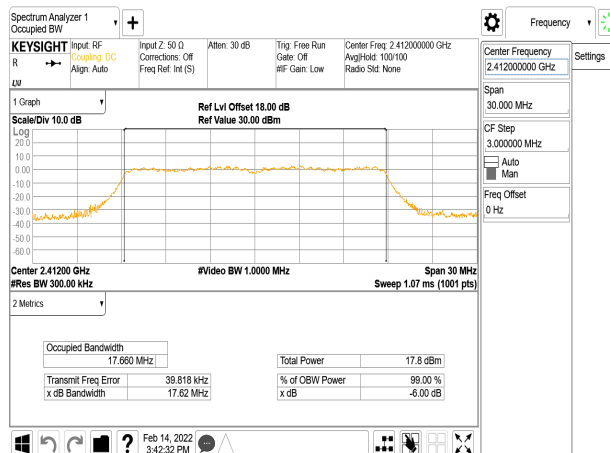 Spectrum Analyzer 1
Occupied BW
Frequency
KEYSIGHT
R
Input: RF
Coupling: DC
Align: Auto
Input Z: 50 Ω
Corrections: Off
Freq Ref: Int (S)
Atten: 30 dB
Trig: Free Run
Gate: Off
#IF Gain: Low
Center Freq: 2.412000000 GHz
Avg|Hold: 100/100
Radio Std: None
Center Frequency
2.412000000 GHz
Settings
Span
30.000 MHz
CF Step
3.000000 MHz
Auto
Man
Freq Offset
0 Hz
1 Graph
Scale/Div 10.0 dB
Ref Lvl Offset 18.00 dB
Ref Value 30.00 dBm
Log
20.0
10.0
0.00
-10.0
-20.0
-30.0
-40.0
-50.0
-60.0
Center 2.41200 GHz
#Video BW 1.0000 MHz
Span 30 MHz
#Res BW 300.00 kHz
Sweep 1.07 ms (1001 pts)
2 Metrics
Occupied Bandwidth
17.660 MHz
Total Power 17.8 dBm
Transmit Freq Error 39.818 kHz
% of OBW Power 99.00 %
x dB Bandwidth 17.62 MHz
x dB -6.00 dB
?
Feb 14, 2022
3:42:32 PM